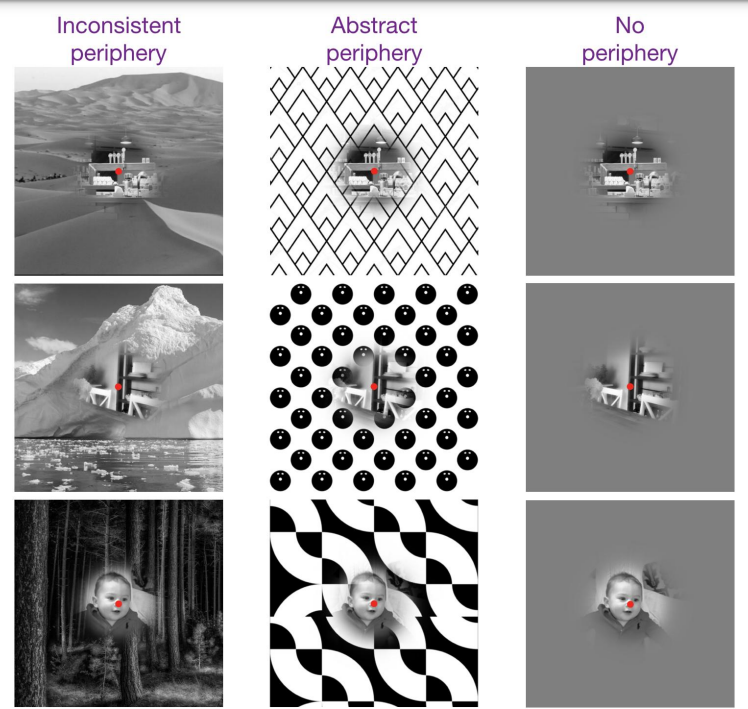 Inconsistent
periphery
Abstract
periphery
No
periphery